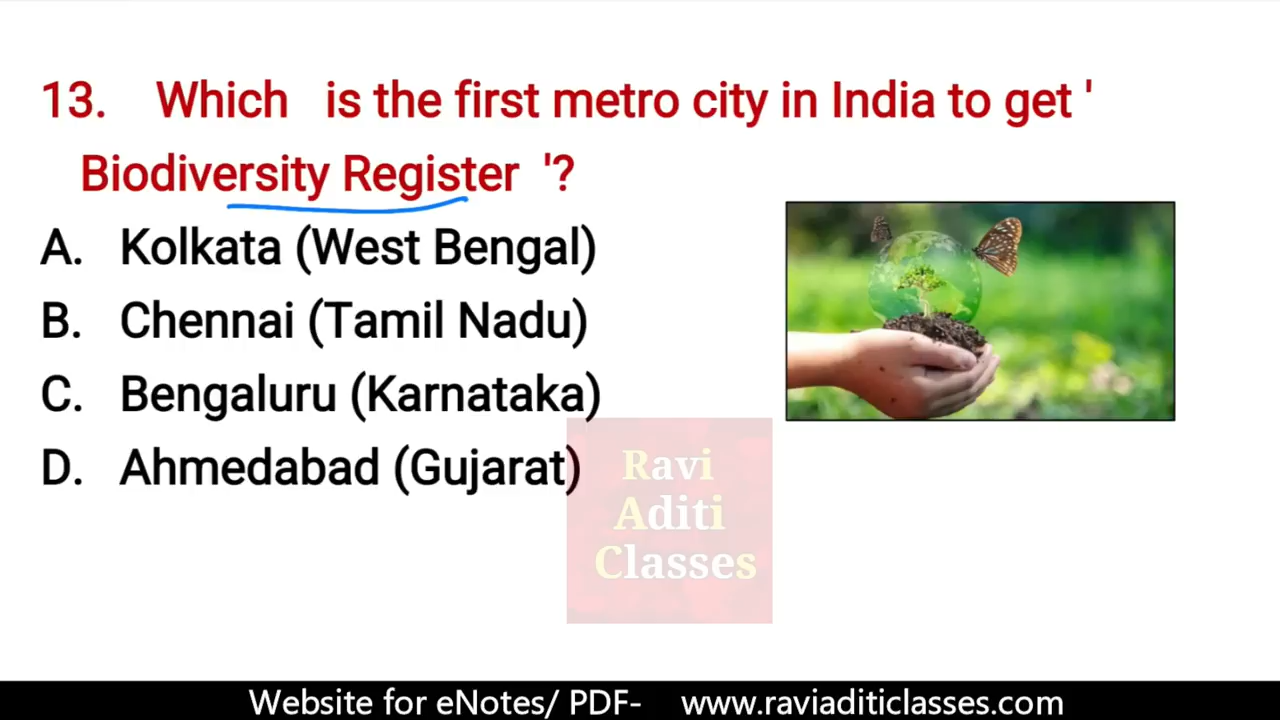 13. Which is the first metro city in India to get '
Biodiversity Register '?
A. Kolkata (West Bengal)
B. Chennai (Tamil Nadu)
C. Bengaluru (Karnataka)
D. Ahmedabad (Gujarat)
Ravi
Aditi
Classes
Website for eNotes/ PDF- www.raviaditiclasses.com